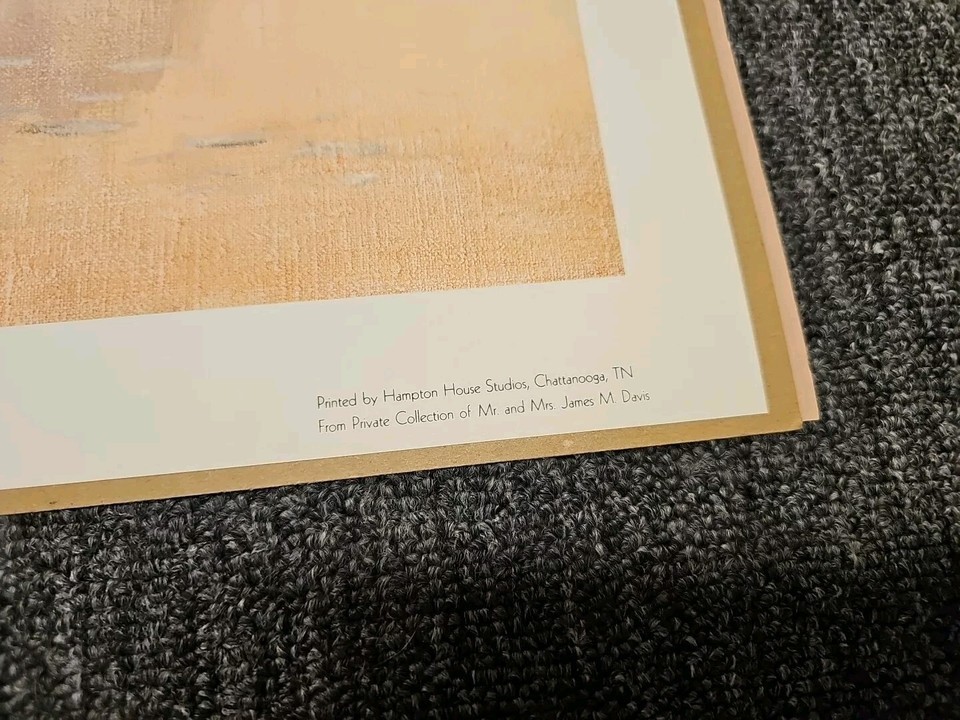 Printed by Hampton House Studios, Chattanooga, TN
From Private Collection of Mr. and Mrs. James M. Davis